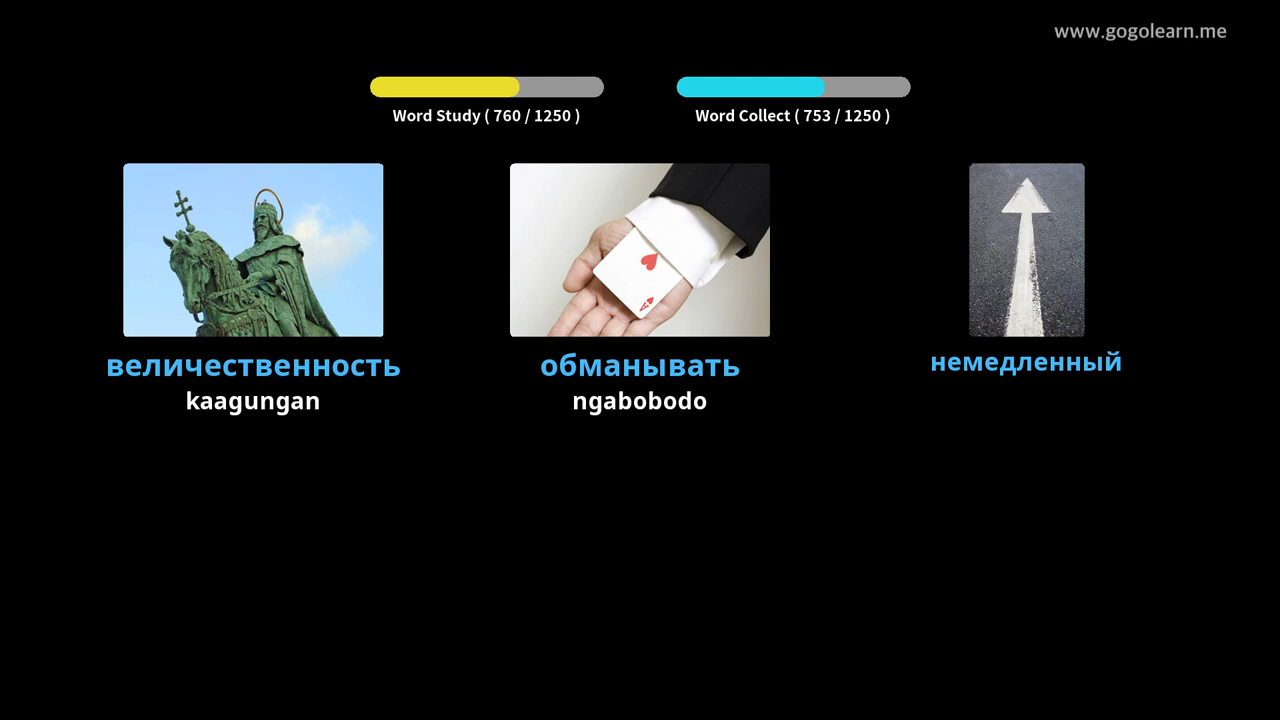 www.gogolearn.me
Word Study ( 760 / 1250 )
Word Collect ( 753 / 1250 )
величественность
kaagungan
обманывать
ngabobodo
немедленный